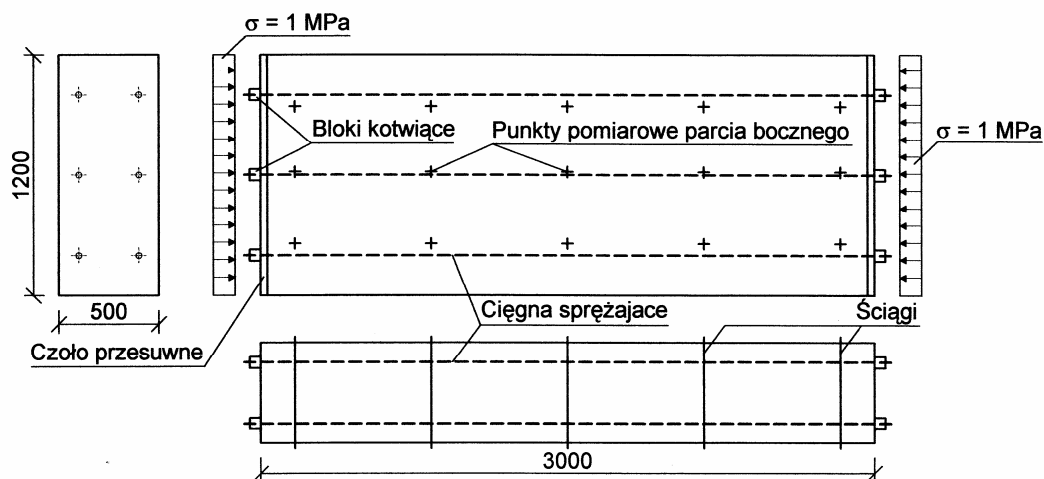 σ = 1 MPa
Bloki kotwiące
Punkty pomiarowe parcia bocznego
σ = 1 MPa
1200
500
Cięgna sprężajace
Ściągi
Czoło przesuwne
3000